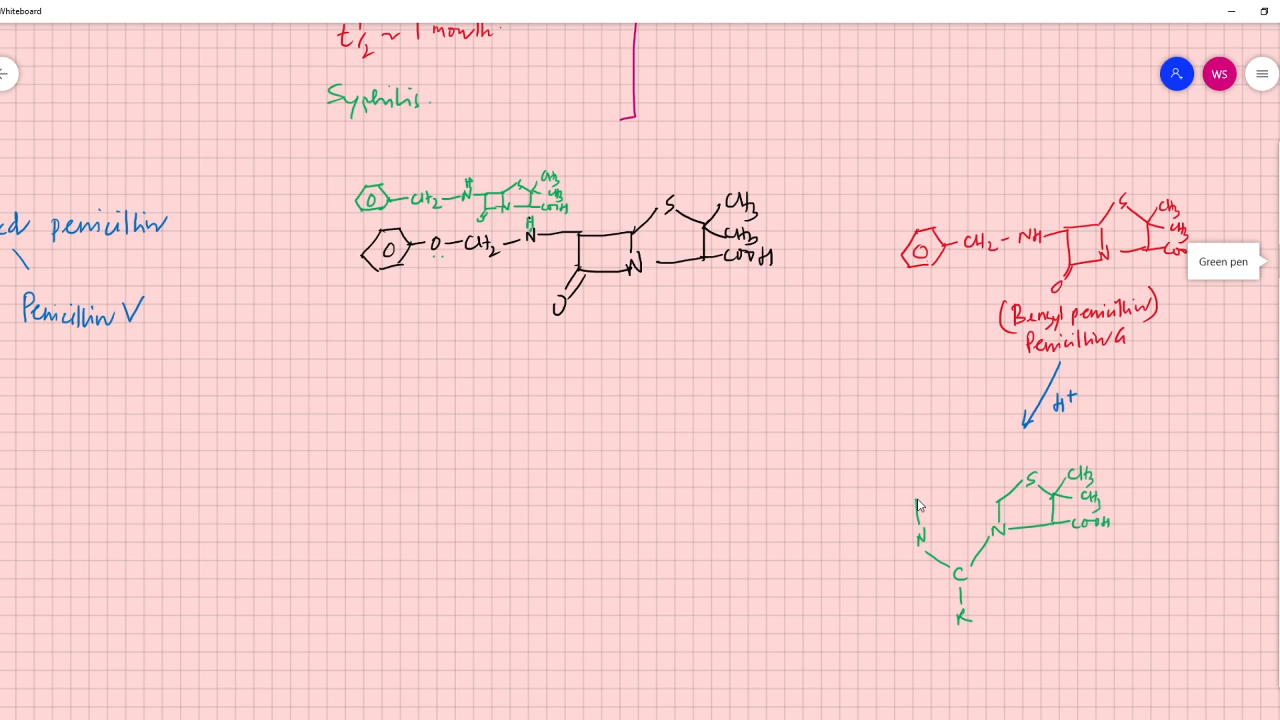 Whiteboard
t½ ~ 1 month.
Syphilis.
WS
ed penicillin
Penicillin V
CH2 H N S CH3 CH3 COOH N
O CH2 H N S CH3 CH3 COOH N O
CH2 - NH S CH3 CH3 COO N O
Green pen
(Benzyl penicillin)
Penicillin G
H+
S CH3 CH3 COOH N
N C R